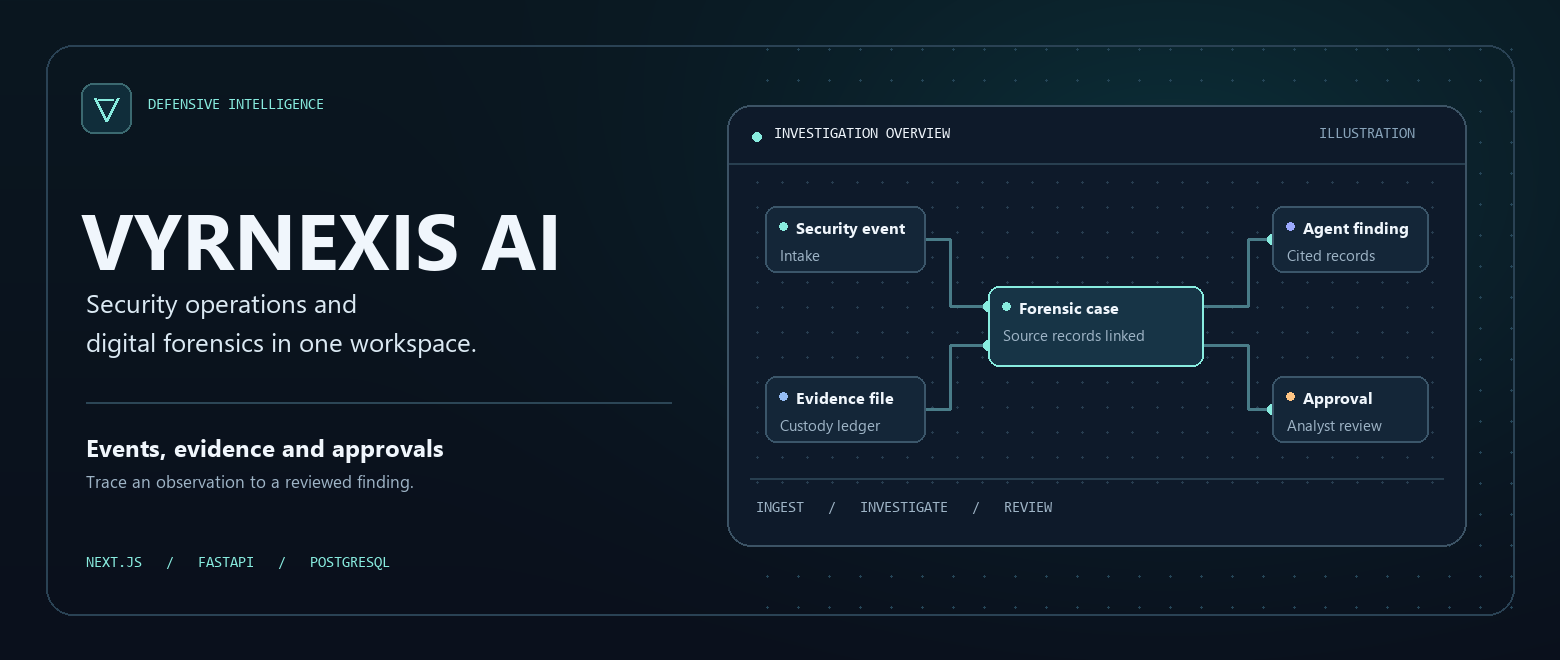 DEFENSIVE INTELLIGENCE
VYRNEXIS AI
Security operations and
digital forensics in one workspace.
Events, evidence and approvals
Trace an observation to a reviewed finding.
NEXT.JS / FASTAPI / POSTGRESQL
INVESTIGATION OVERVIEW
ILLUSTRATION
Security event
Intake
Agent finding
Cited records
Forensic case
Source records linked
Evidence file
Custody ledger
Approval
Analyst review
INGEST / INVESTIGATE / REVIEW